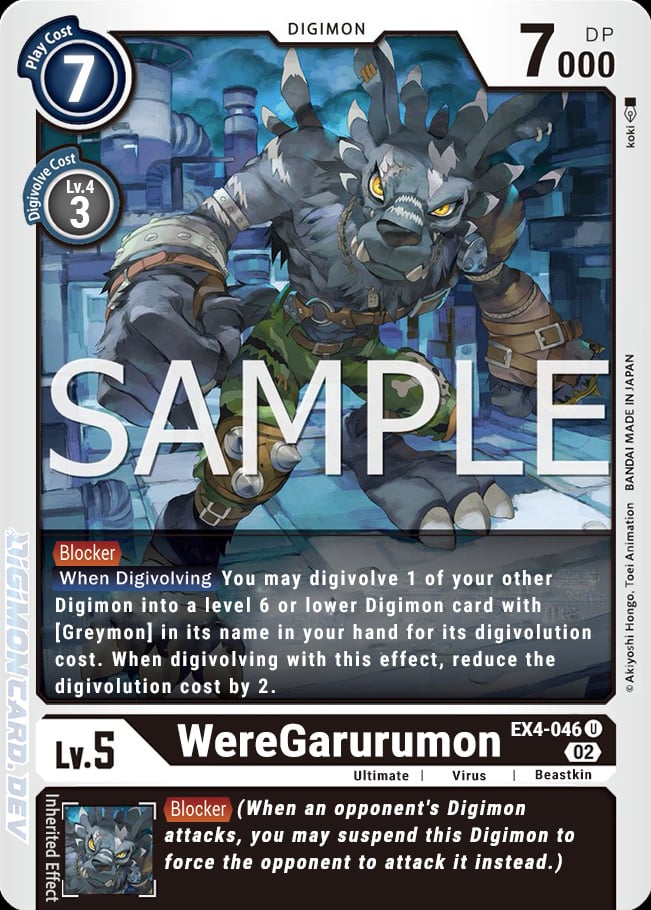 DIGIMON
Play Cost
7
DP
7000
Digivolve Cost
Lv.4
3
koki
SAMPLE
Blocker
When Digivolving You may digivolve 1 of your other
Digimon into a level 6 or lower Digimon card with
[Greymon] in its name in your hand for its digivolution
cost. When digivolving with this effect, reduce the
digivolution cost by 2.
© Akiyoshi Hongo, Toei Animation BANDAI MADE IN JAPAN
DIGIMONCARD.DEV
Lv.5
WereGarurumon
EX4-046 U
02
Ultimate | Virus | Beastkin
Inherited Effect
Blocker (When an opponent's Digimon
attacks, you may suspend this Digimon to
force the opponent to attack it instead.)